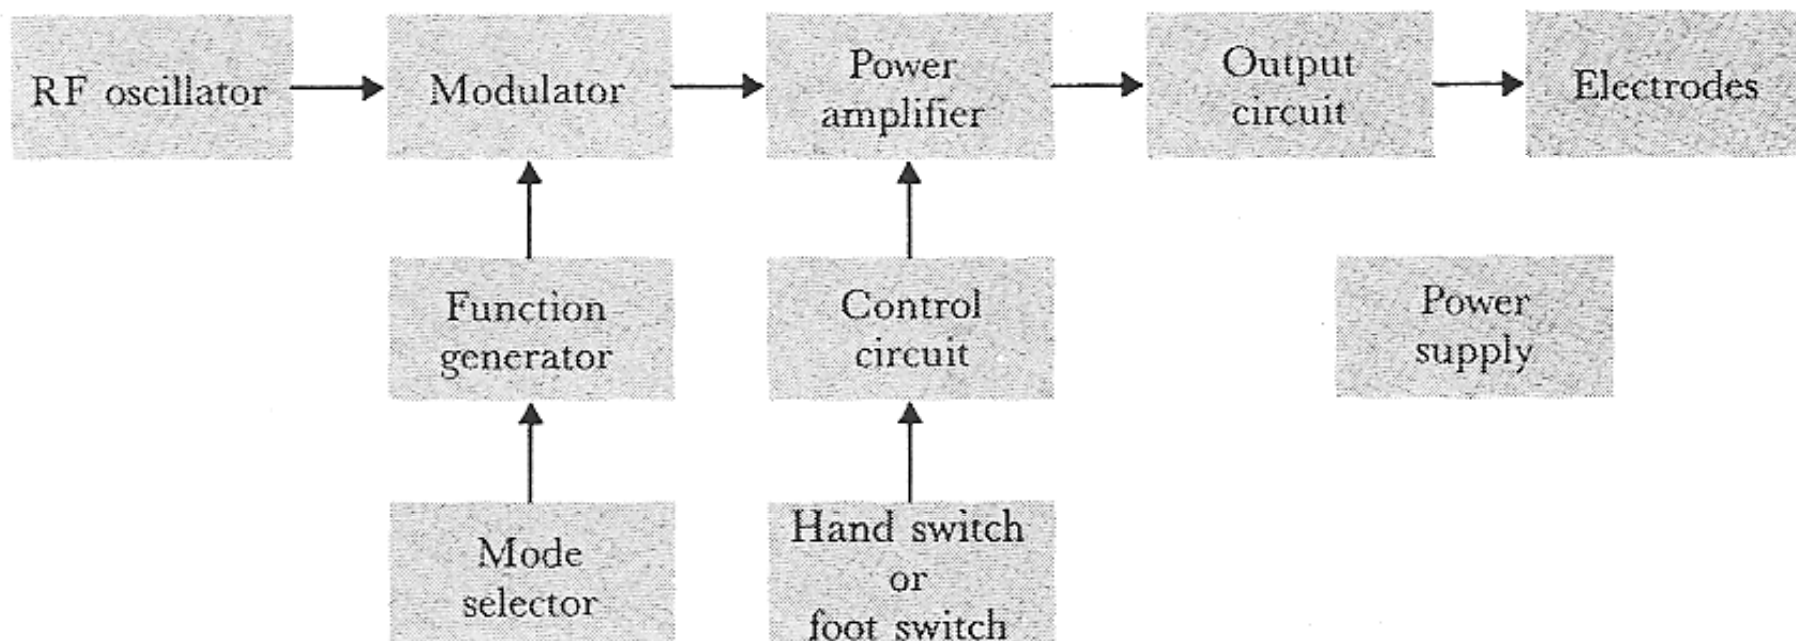 RF oscillator
Modulator
Power
amplifier
Output
circuit
Electrodes
Function
generator
Control
circuit
Power
supply
Mode
selector
Hand switch
or
foot switch